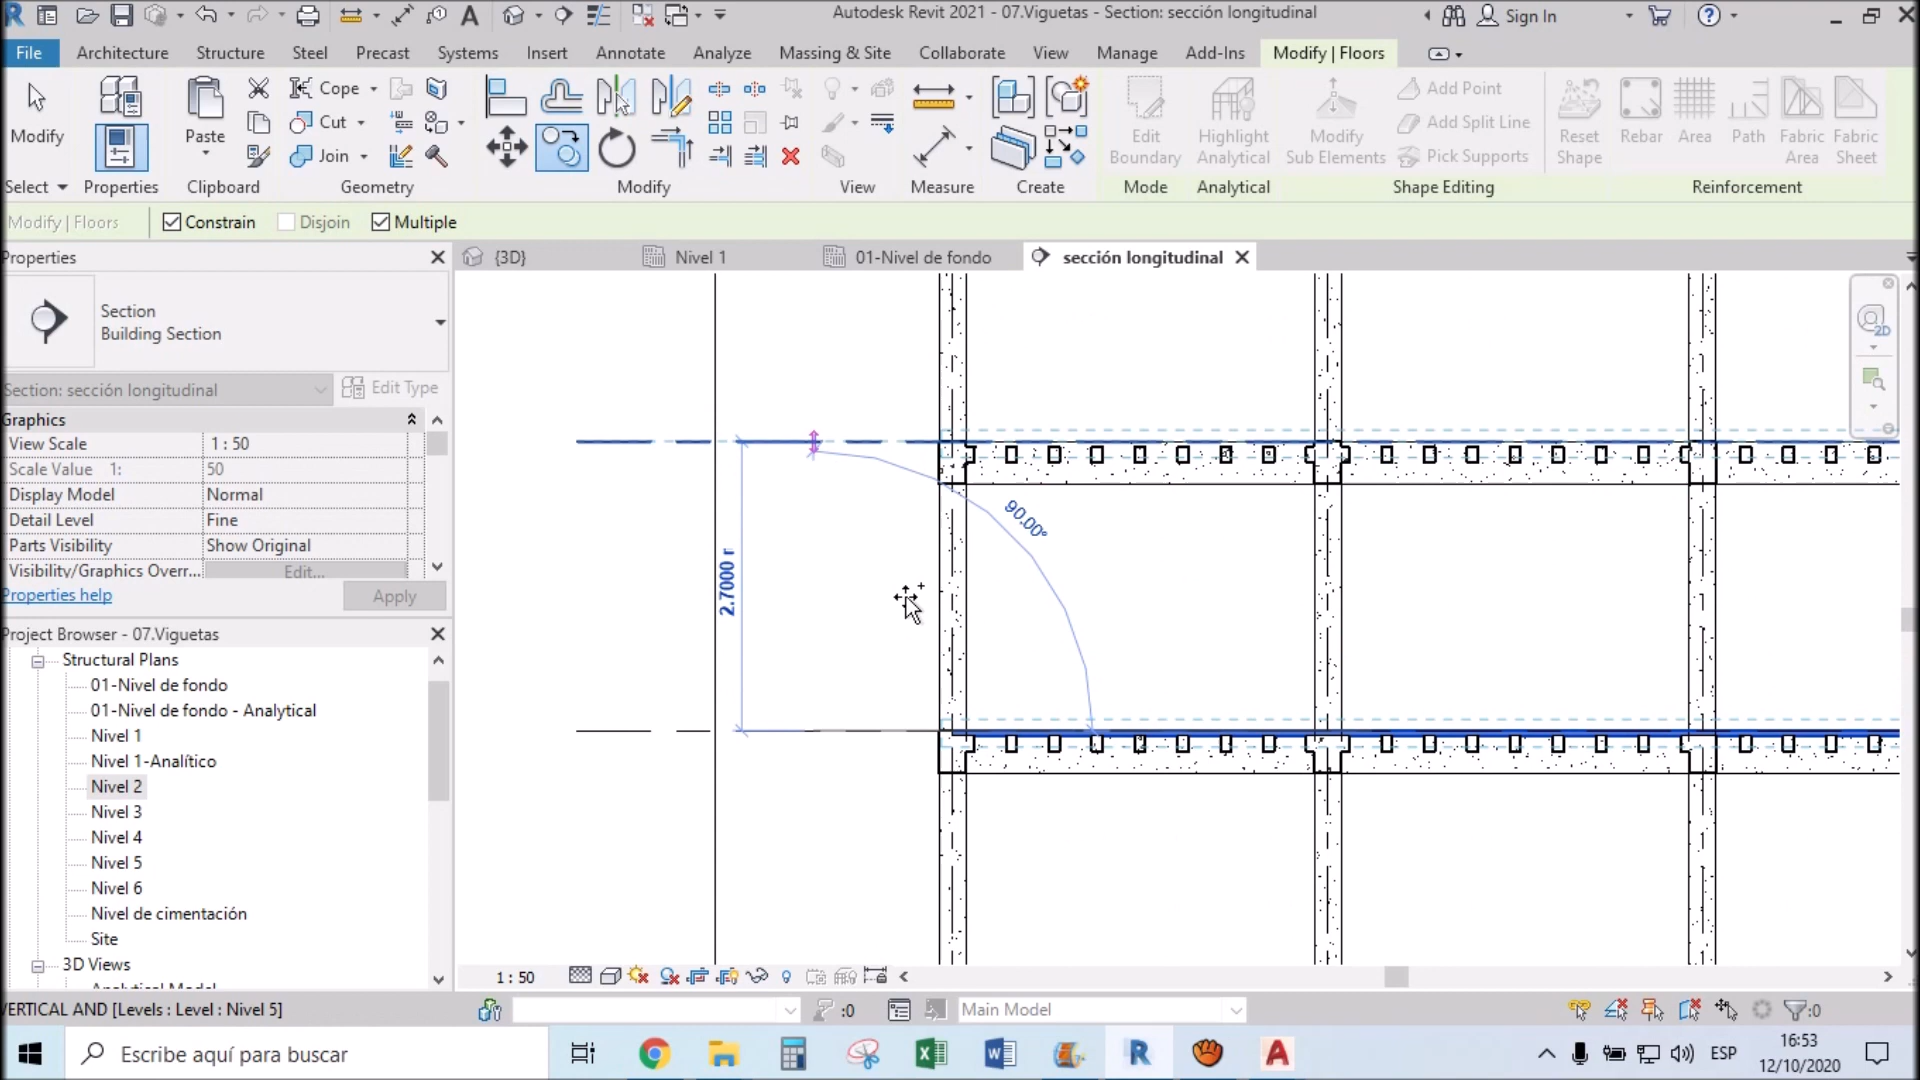 Autodesk Revit 2021 - 07.Viguetas - Section: sección longitudinal
Sign In
File Architecture Structure Steel Precast Systems Insert Annotate Analyze Massing & Site Collaborate View Manage Add-Ins Modify | Floors
Modify
Paste
Cope
Cut
Join
Edit Boundary
Highlight Analytical
Modify Sub Elements
Add Point
Add Split Line
Pick Supports
Reset Shape
Rebar
Area
Path
Fabric Area
Fabric Sheet
Select Properties Clipboard Geometry Modify View Measure Create Mode Analytical Shape Editing Reinforcement
Modify | Floors Constrain Disjoin Multiple
Properties
{3D} Nivel 1 01-Nivel de fondo sección longitudinal
Section
Building Section
Section: sección longitudinal Edit Type
Graphics
View Scale 1 : 50
Scale Value 1: 50
Display Model Normal
Detail Level Fine
Parts Visibility Show Original
Visibility/Graphics Overr... Edit...
Properties help Apply
Project Browser - 07.Viguetas
Structural Plans
01-Nivel de fondo
01-Nivel de fondo - Analytical
Nivel 1
Nivel 1-Analítico
Nivel 2
Nivel 3
Nivel 4
Nivel 5
Nivel 6
Nivel de cimentación
Site
3D Views
Analytical Model
90.00°
2.7000
2D
1 : 50
VERTICAL AND [Levels : Level : Nivel 5] :0 Main Model :0
Escribe aquí para buscar
ESP
16:53
12/10/2020